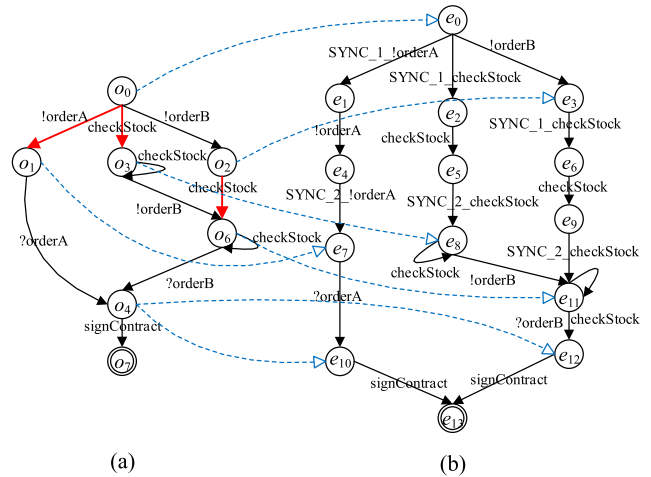 e0
SYNC_1_!orderA
!orderB
SYNC_1_checkStock
o0
!orderA
checkStock
!orderB
e1
e2
e3
!orderA
checkStock
SYNC_1_checkStock
o1
o3
checkStock
o2
e4
e5
e6
checkStock
checkStock
SYNC_2_!orderA
SYNC_2_checkStock
!orderB
e9
?orderA
o6
checkStock
e7
e8
SYNC_2_checkStock
checkStock
!orderB
?orderB
?orderA
e11
o4
?orderB
checkStock
signContract
o7
e10
e12
signContract
signContract
e13
(a)
(b)